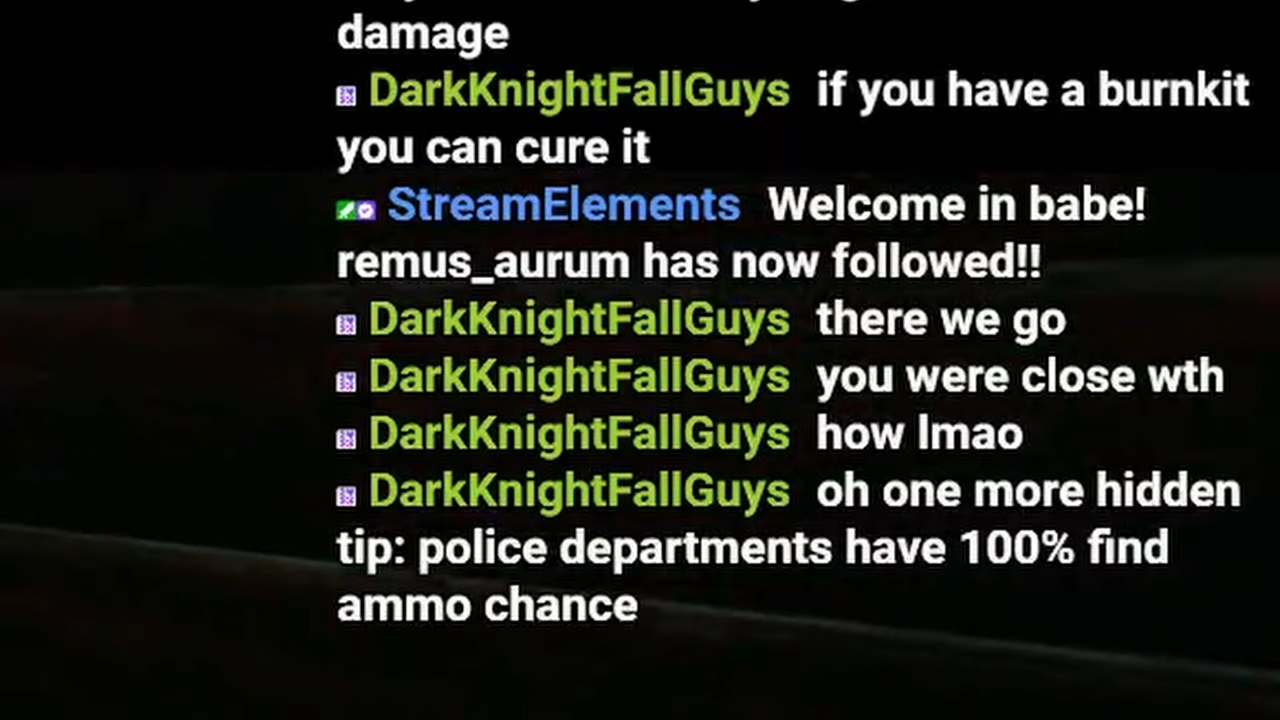 damage
DarkKnightFallGuys if you have a burnkit
you can cure it
StreamElements Welcome in babe!
remus_aurum has now followed!!
DarkKnightFallGuys there we go
DarkKnightFallGuys you were close wth
DarkKnightFallGuys how lmao
DarkKnightFallGuys oh one more hidden
tip: police departments have 100% find
ammo chance